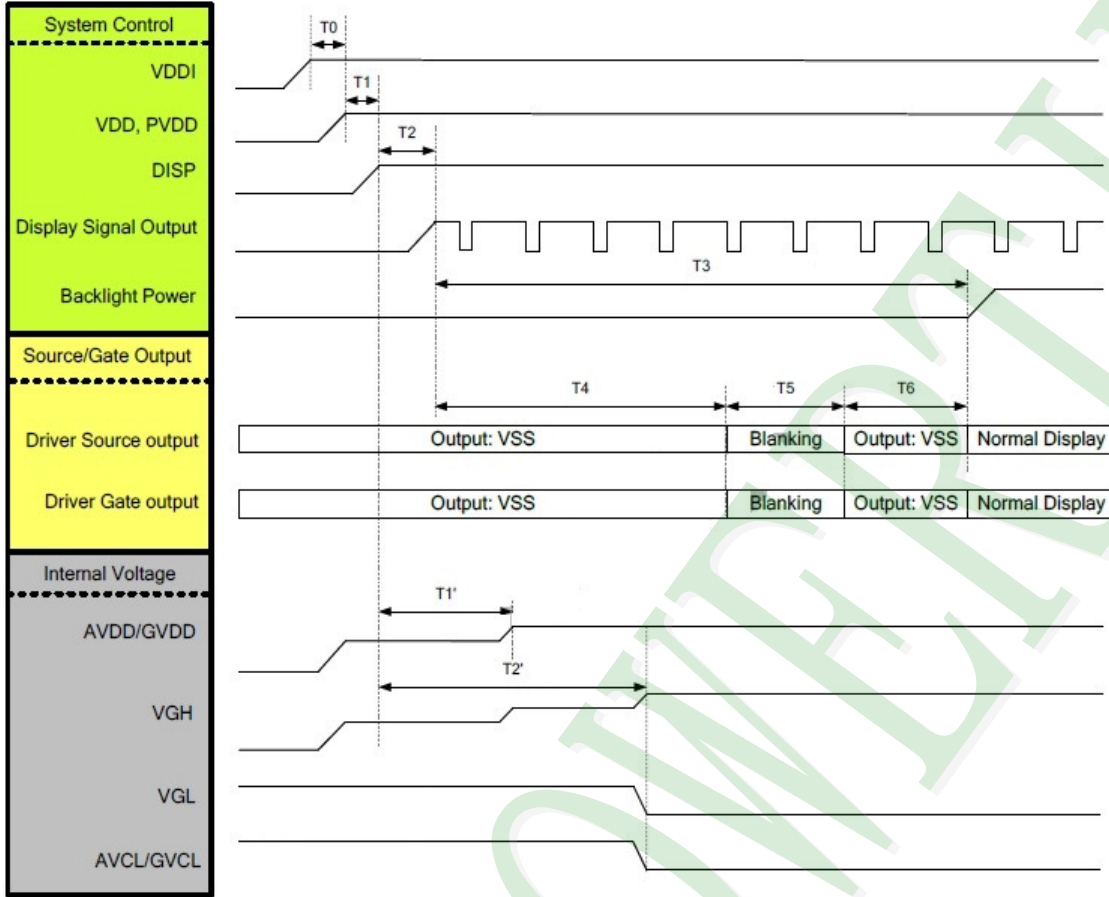 System Control
T0
VDDI
T1
VDD, PVDD
T2
DISP
Display Signal Output
T3
Backlight Power
Source/Gate Output
T4 T5 T6
Driver Source output Output: VSS Blanking Output: VSS Normal Display
Driver Gate output Output: VSS Blanking Output: VSS Normal Display
Internal Voltage
T1'
AVDD/GVDD
T2'
VGH
VGL
AVCL/GVCL